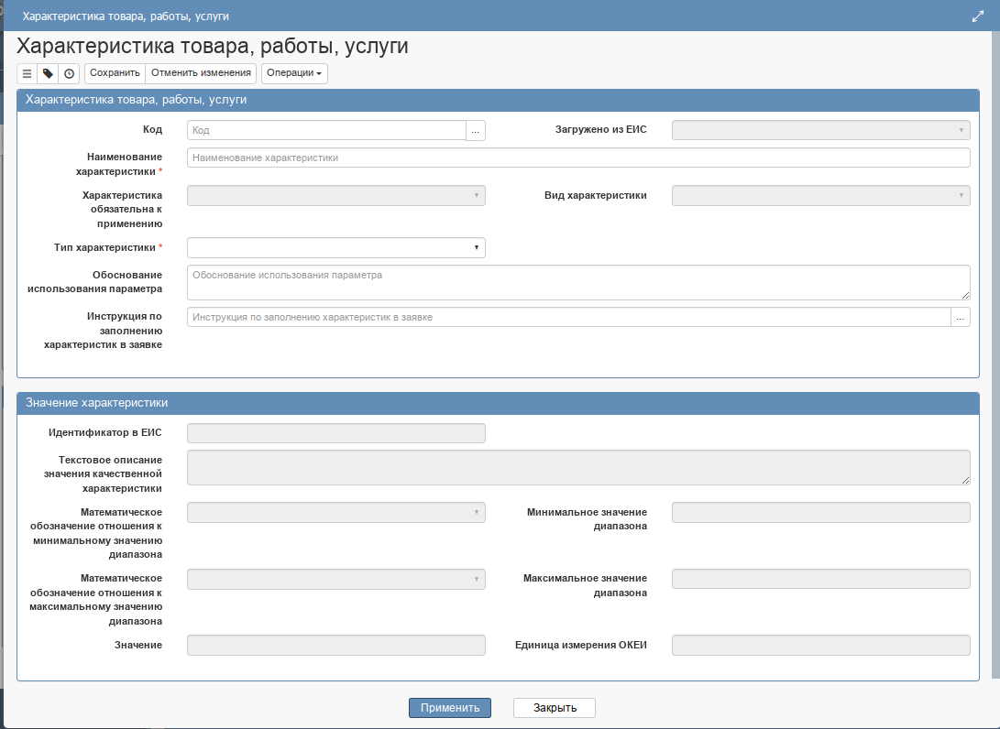 Характеристика товара, работы, услуги
Характеристика товара, работы, услуги
Сохранить Отменить изменения Операции
Характеристика товара, работы, услуги
Код Код ... Загружено из ЕИС
Наименование
характеристики * Наименование характеристики
Характеристика
обязательна к
применению Вид характеристики
Тип характеристики *
Обоснование
использования параметра Обоснование использования параметра
Инструкция по
заполнению
характеристик в заявке Инструкция по заполнению характеристик в заявке ...
Значение характеристики
Идентификатор в ЕИС
Текстовое описание
значения качественной
характеристики
Математическое
обозначение отношения к
минимальному значению
диапазона
Минимальное значение
диапазона
Математическое
обозначение отношения к
максимальному значению
диапазона
Максимальное значение
диапазона
Значение Единица измерения ОКЕИ
Применить Закрыть